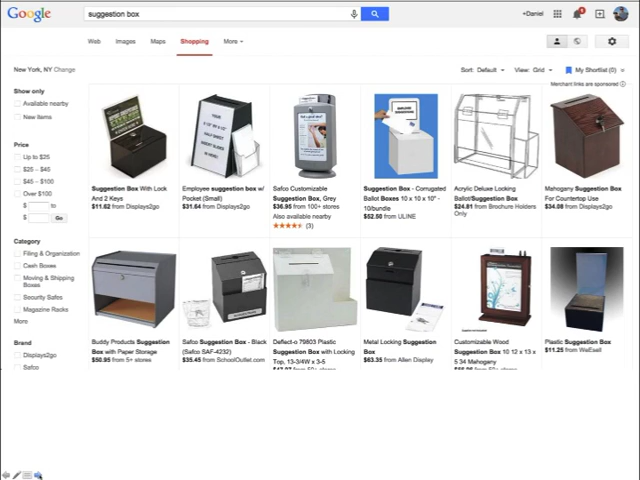 Google
suggestion box
+Daniel
Web Images Maps Shopping More
New York, NY Change
Sort: Default View: Grid My Shortlist (0)
Merchant links are sponsored
Show only
Available nearby
New items
Price
Up to $25
$25 – $45
$45 – $100
Over $100
$ to
$ Go
Category
Filing & Organization
Cash Boxes
Moving & Shipping
Boxes
Security Safes
Magazine Racks
More
Brand
Displays2go
Safco
Suggestion Box With Lock
And 2 Keys
$11.62 from Displays2go
Employee suggestion box w/
Pocket (Small)
$31.64 from Displays2go
Safco Customizable
Suggestion Box, Grey
$36.95 from 100+ stores
Also available nearby
(3)
Suggestion Box - Corrugated
Ballot Boxes 10 x 10 x 10" -
10/bundle
$52.50 from ULINE
Acrylic Deluxe Locking
Ballot/Suggestion Box
$24.81 from Brochure Holders
Only
Mahogany Suggestion Box
For Countertop Use
$34.08 from Displays2go
Buddy Products Suggestion
Box with Paper Storage
$50.95 from 5+ stores
Safco Suggestion Box - Black
(Safco SAF-4232)
$35.45 from SchoolOutlet.com
Deflect-o 79803 Plastic
Suggestion Box with Locking
Top, 13-3/4W x 3-5
Metal Locking Suggestion
Box
$63.35 from Allen Display
Customizable Wood
Suggestion Box 10 12 x 13 x
5 34 Mahogany
Plastic Suggestion Box
$11.25 from WeSell